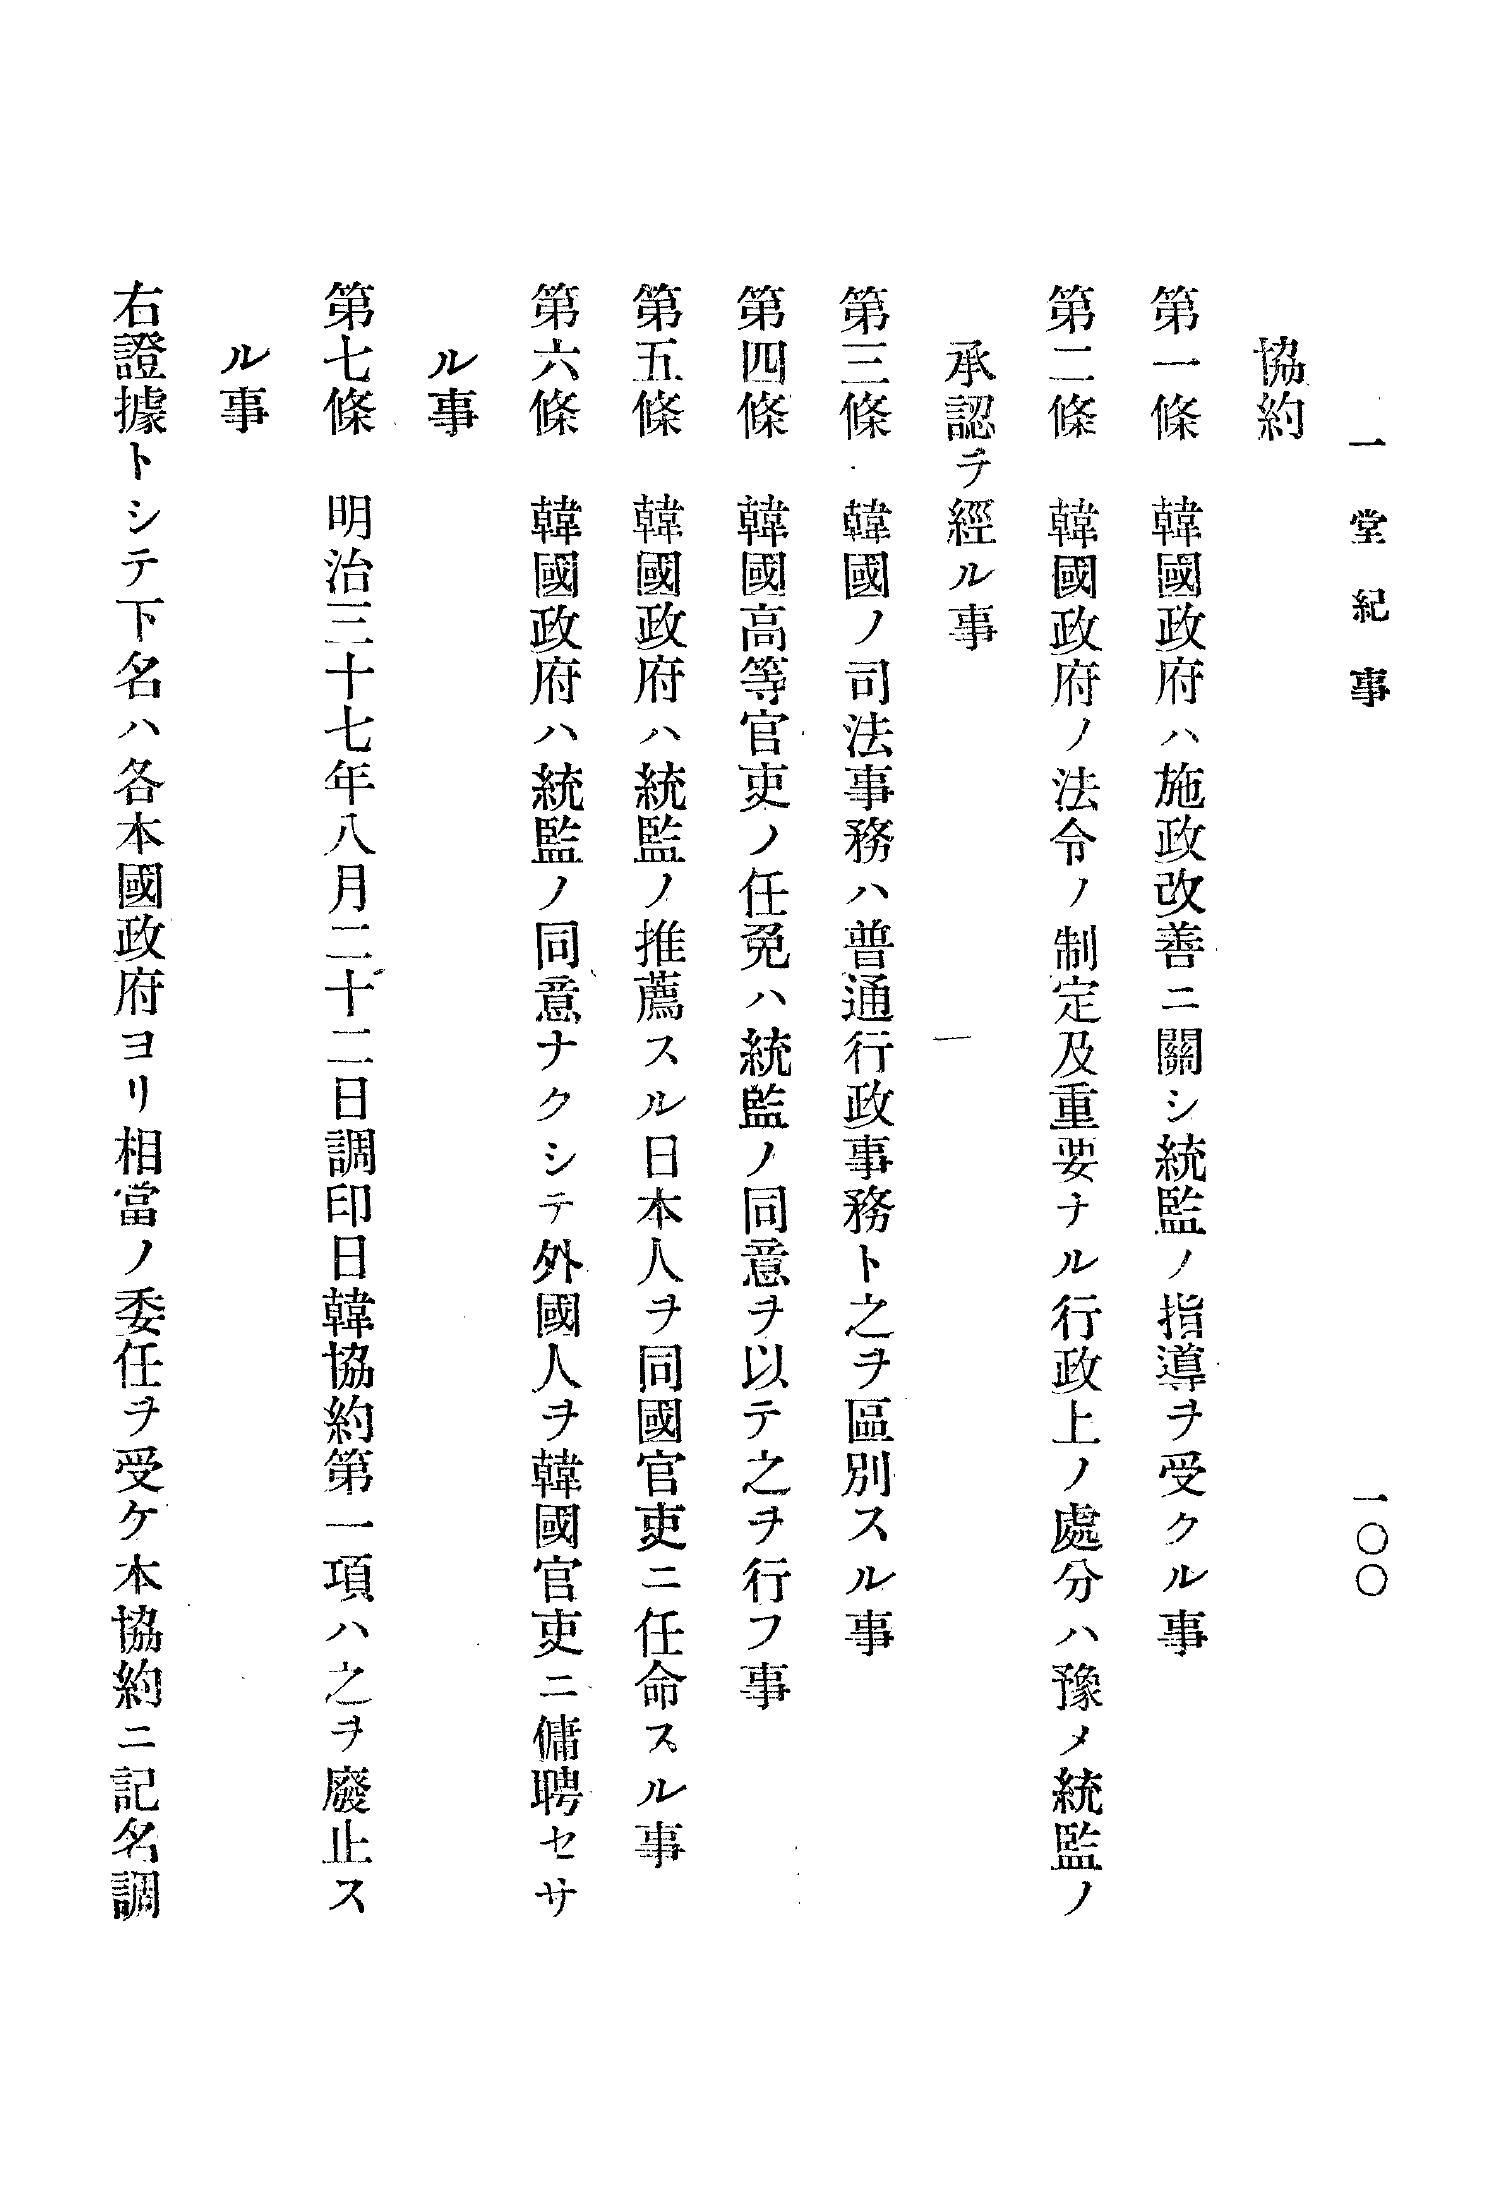 一堂紀事
一〇〇
協約
第一條　韓國政府ハ施政改善ニ關シ統監ノ指導ヲ受クル事
第二條　韓國政府ノ法令ノ制定及重要ナル行政上ノ處分ハ豫メ統監ノ
承認ヲ經ル事
第三條　韓國ノ司法事務ハ普通行政事務ト之ヲ區別スル事
第四條　韓國高等官吏ノ任免ハ統監ノ同意ヲ以テ之ヲ行フ事
第五條　韓國政府ハ統監ノ推薦スル日本人ヲ同國官吏ニ任命スル事
第六條　韓國政府ハ統監ノ同意ナクシテ外國人ヲ韓國官吏ニ傭聘セサ
ル事
第七條　明治三十七年八月二十二日調印日韓協約第一項ハ之ヲ廢止ス
ル事
右證據トシテ下名ハ各本國政府ヨリ相當ノ委任ヲ受ケ本協約ニ記名調